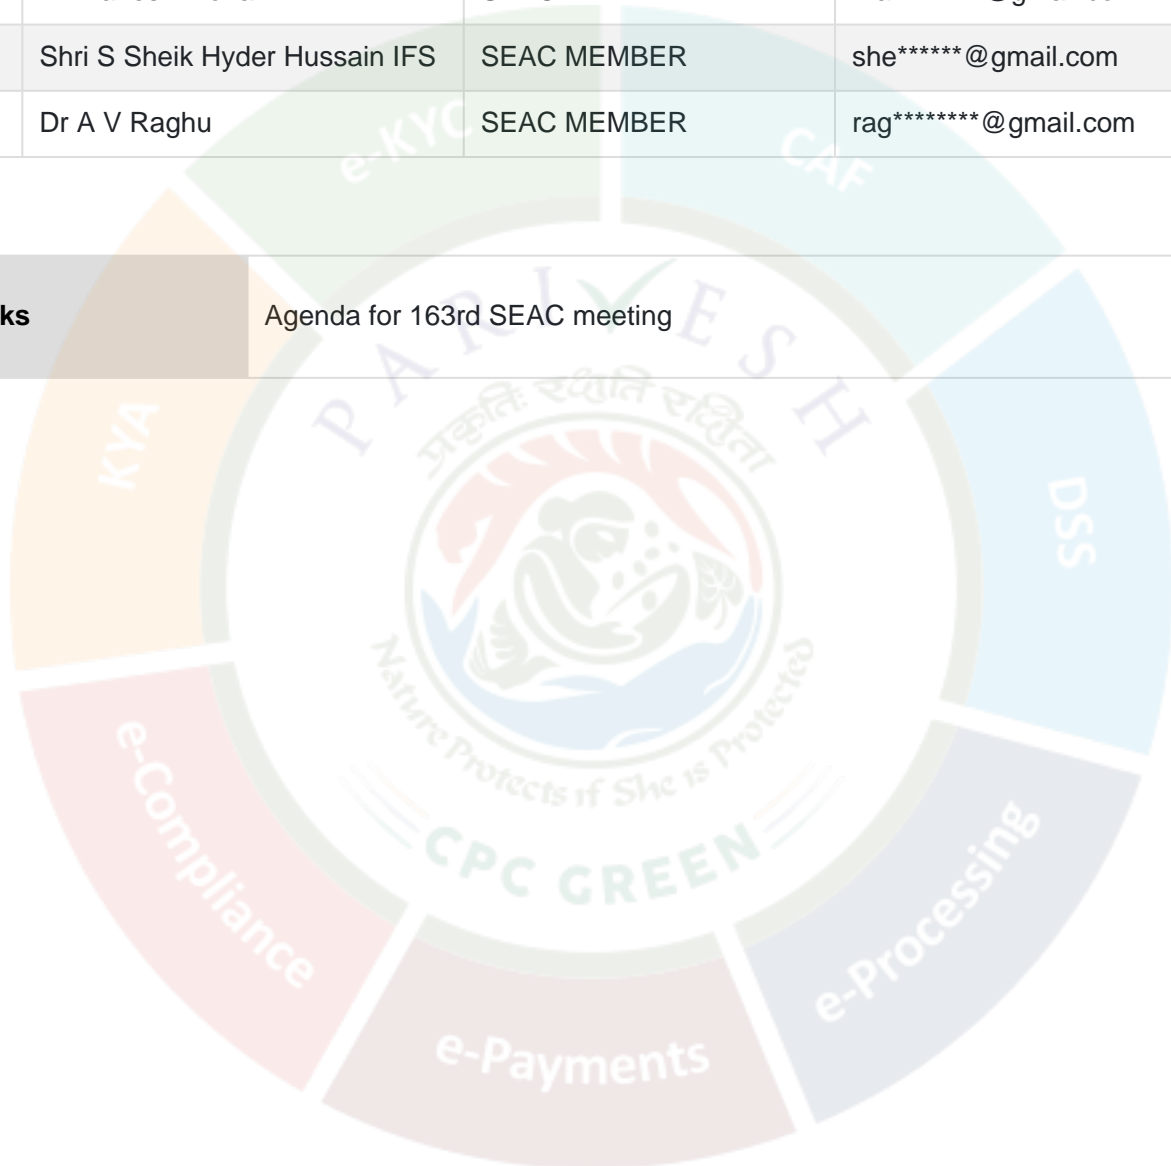 Shri S Sheik Hyder Hussain IFS SEAC MEMBER she******@gmail.com
Dr A V Raghu SEAC MEMBER rag********@gmail.com
ks Agenda for 163rd SEAC meeting
e-KYC
CAF
PARIVESH
प्रकृतिः रक्षति रक्षिता
KYA
DSS
Nature Protects if She is Protected
e-Compliance
CPC GREEN
e-Processing
e-Payments